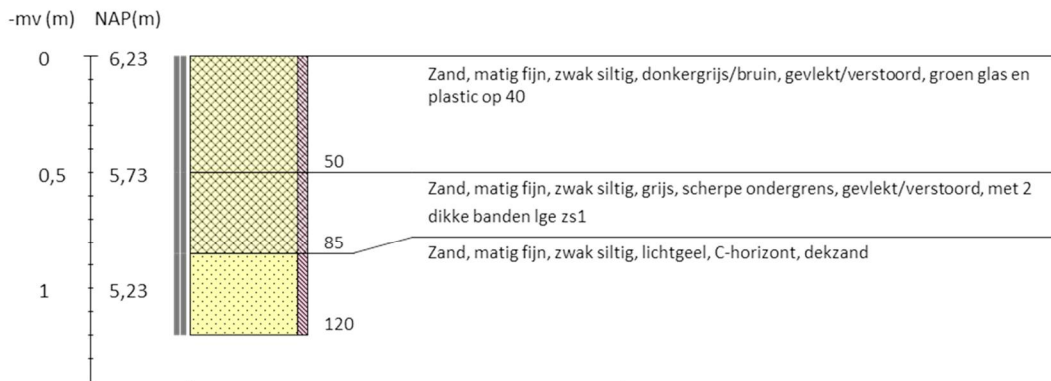 -mv (m) NAP(m)
0 6,23
Zand, matig fijn, zwak siltig, donkergrijs/bruin, gevlekt/verstoord, groen glas en
plastic op 40
50
0,5 5,73
Zand, matig fijn, zwak siltig, grijs, scherpe ondergrens, gevlekt/verstoord, met 2
dikke banden lge zs1
85
Zand, matig fijn, zwak siltig, lichtgeel, C-horizont, dekzand
1 5,23
120